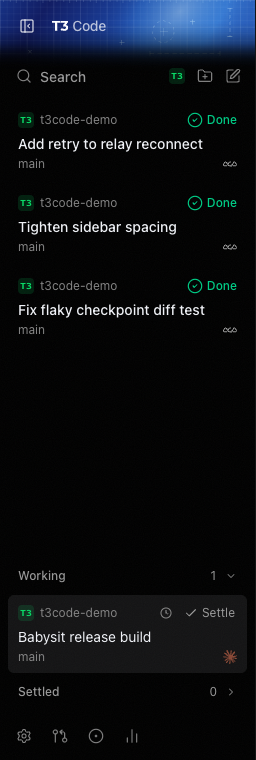 T3 Code
Search T3
T3 t3code-demo Done
Add retry to relay reconnect
main
T3 t3code-demo Done
Tighten sidebar spacing
main
T3 t3code-demo Done
Fix flaky checkpoint diff test
main
Working 1
T3 t3code-demo Settle
Babysit release build
main
Settled 0